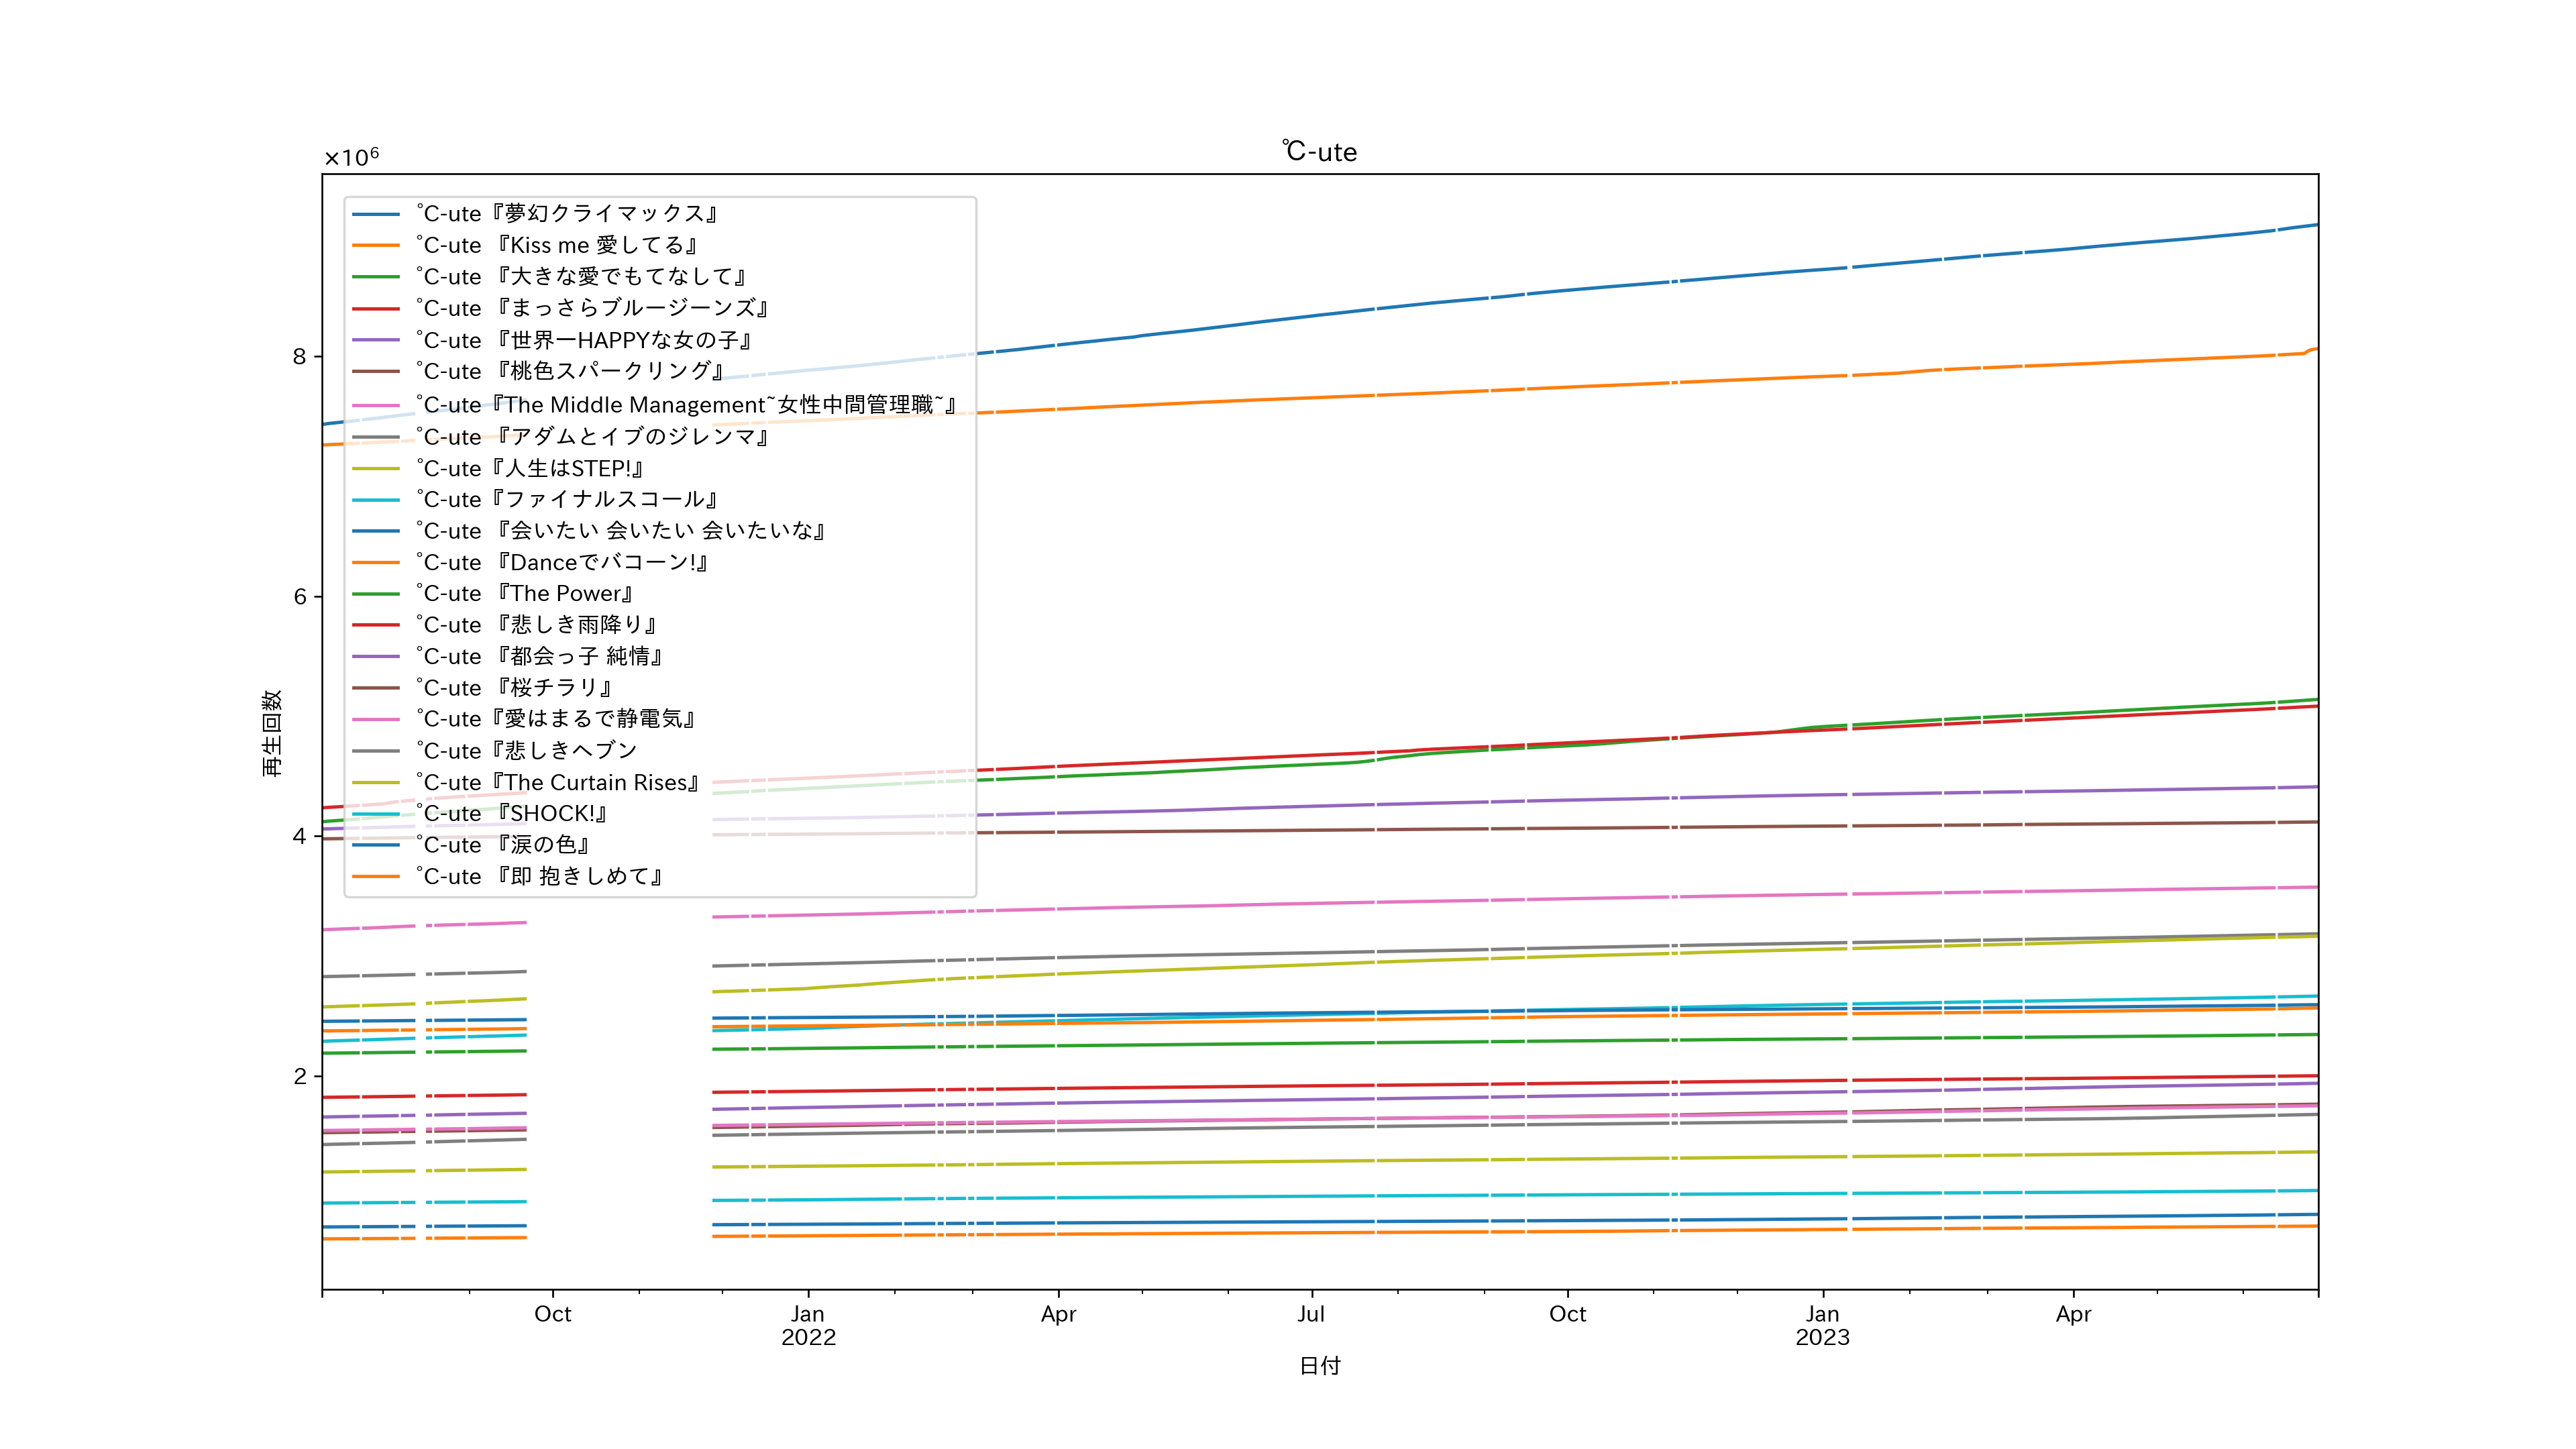 ℃-ute
×10⁶
8
6
4
2
再生回数
°C-ute『夢幻クライマックス』
°C-ute 『Kiss me 愛してる』
°C-ute 『大きな愛でもてなして』
°C-ute 『まっさらブルージーンズ』
°C-ute 『世界一HAPPYな女の子』
°C-ute 『桃色スパークリング』
°C-ute『The Middle Management~女性中間管理職~』
°C-ute 『アダムとイブのジレンマ』
°C-ute『人生はSTEP!』
°C-ute『ファイナルスコール』
°C-ute 『会いたい 会いたい 会いたいな』
°C-ute 『Danceでバコーン!』
°C-ute 『The Power』
°C-ute 『悲しき雨降り』
°C-ute 『都会っ子 純情』
°C-ute 『桜チラリ』
°C-ute『愛はまるで静電気』
°C-ute『悲しきヘブン
°C-ute『The Curtain Rises』
°C-ute 『SHOCK!』
°C-ute 『涙の色』
°C-ute 『即 抱きしめて』
Oct Jan Apr Jul Oct Jan Apr
2022 2023
日付